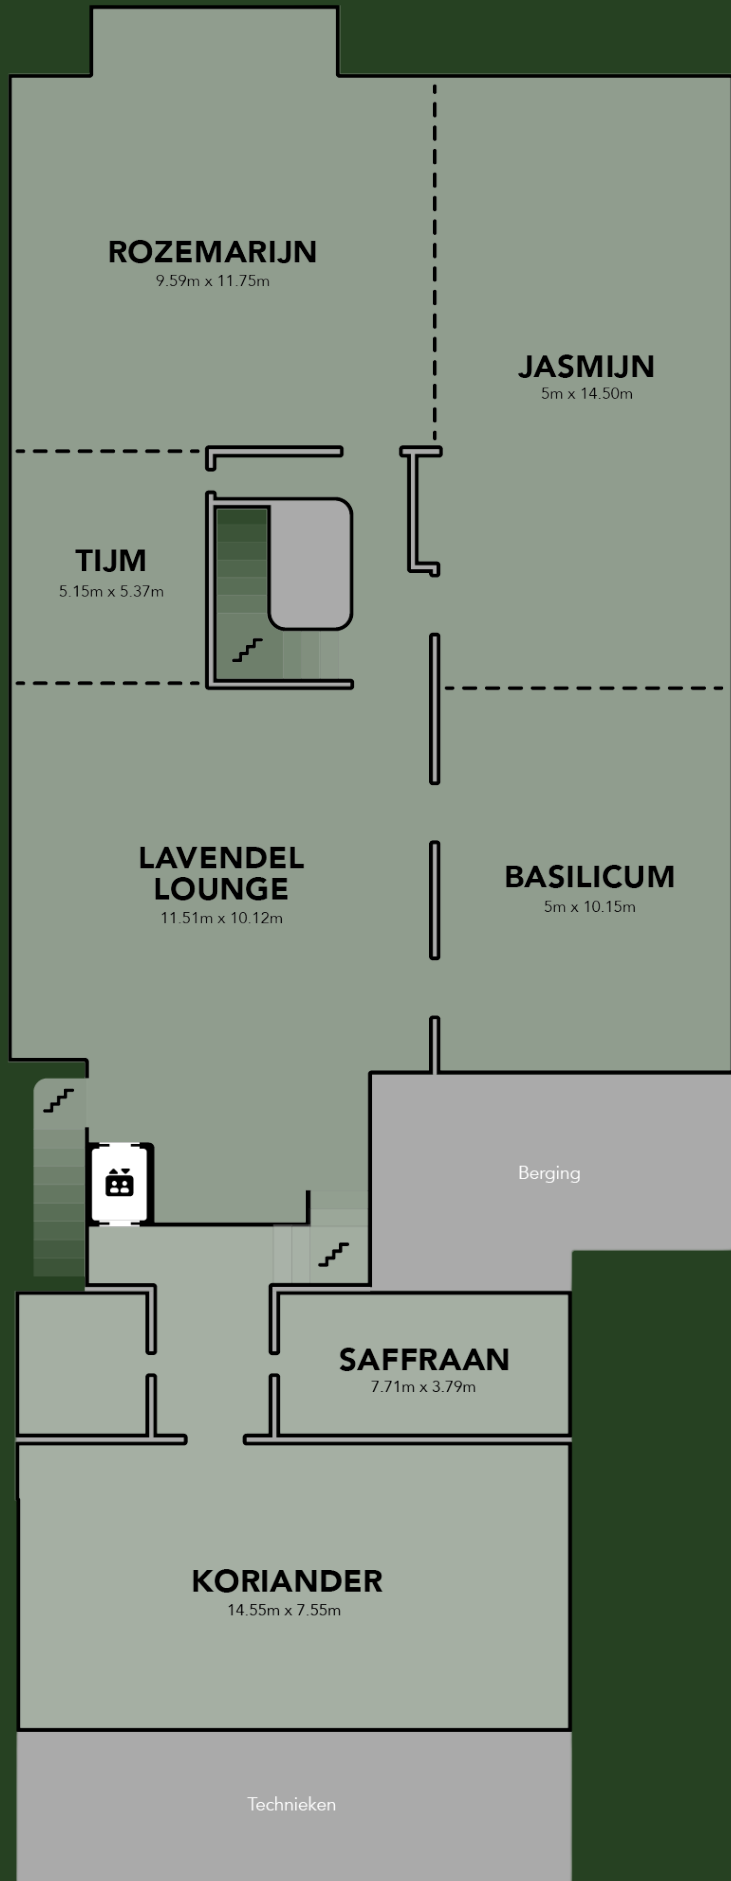 ROZEMARIJN
9.59m x 11.75m
JASMIJN
5m x 14.50m
TIJM
5.15m x 5.37m
LAVENDEL
LOUNGE
11.51m x 10.12m
BASILICUM
5m x 10.15m
Berging
SAFFRAAN
7.71m x 3.79m
KORIANDER
14.55m x 7.55m
Technieken